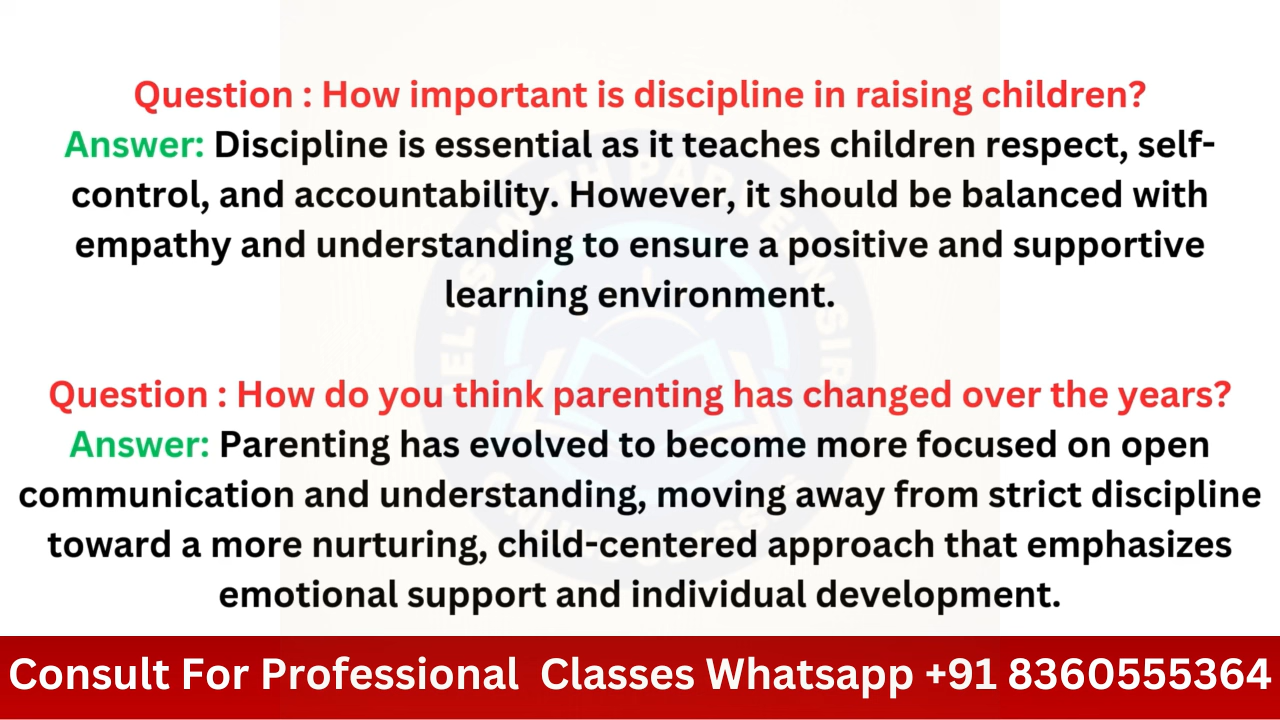 Question : How important is discipline in raising children?
Answer: Discipline is essential as it teaches children respect, self-
control, and accountability. However, it should be balanced with
empathy and understanding to ensure a positive and supportive
learning environment.
Question : How do you think parenting has changed over the years?
Answer: Parenting has evolved to become more focused on open
communication and understanding, moving away from strict discipline
toward a more nurturing, child-centered approach that emphasizes
emotional support and individual development.
Consult For Professional Classes Whatsapp +91 8360555364